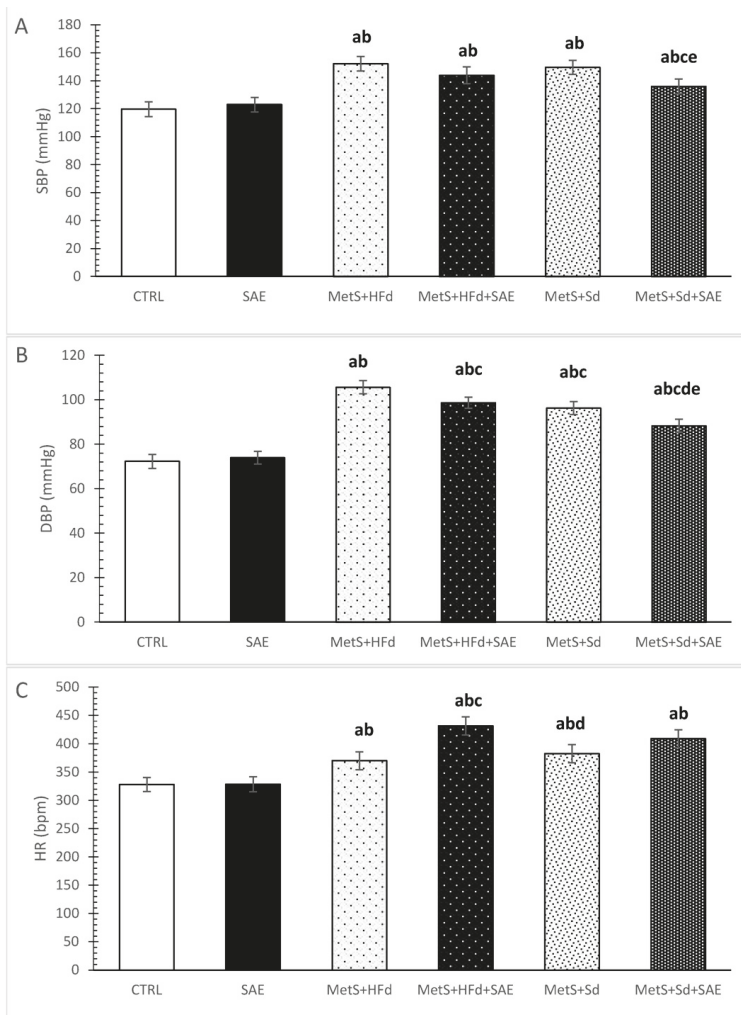 A
SBP (mmHg)
180
160
140
120
100
80
60
40
20
0
ab
ab
ab
abce
CTRL SAE MetS+HFd MetS+HFd+SAE MetS+Sd MetS+Sd+SAE
B
DBP (mmHg)
120
100
80
60
40
20
0
ab
abc
abc
abcde
CTRL SAE MetS+HFd MetS+HFd+SAE MetS+Sd MetS+Sd+SAE
C
HR (bpm)
500
450
400
350
300
250
200
150
100
50
0
ab
abc
abd
ab
CTRL SAE MetS+HFd MetS+HFd+SAE MetS+Sd MetS+Sd+SAE